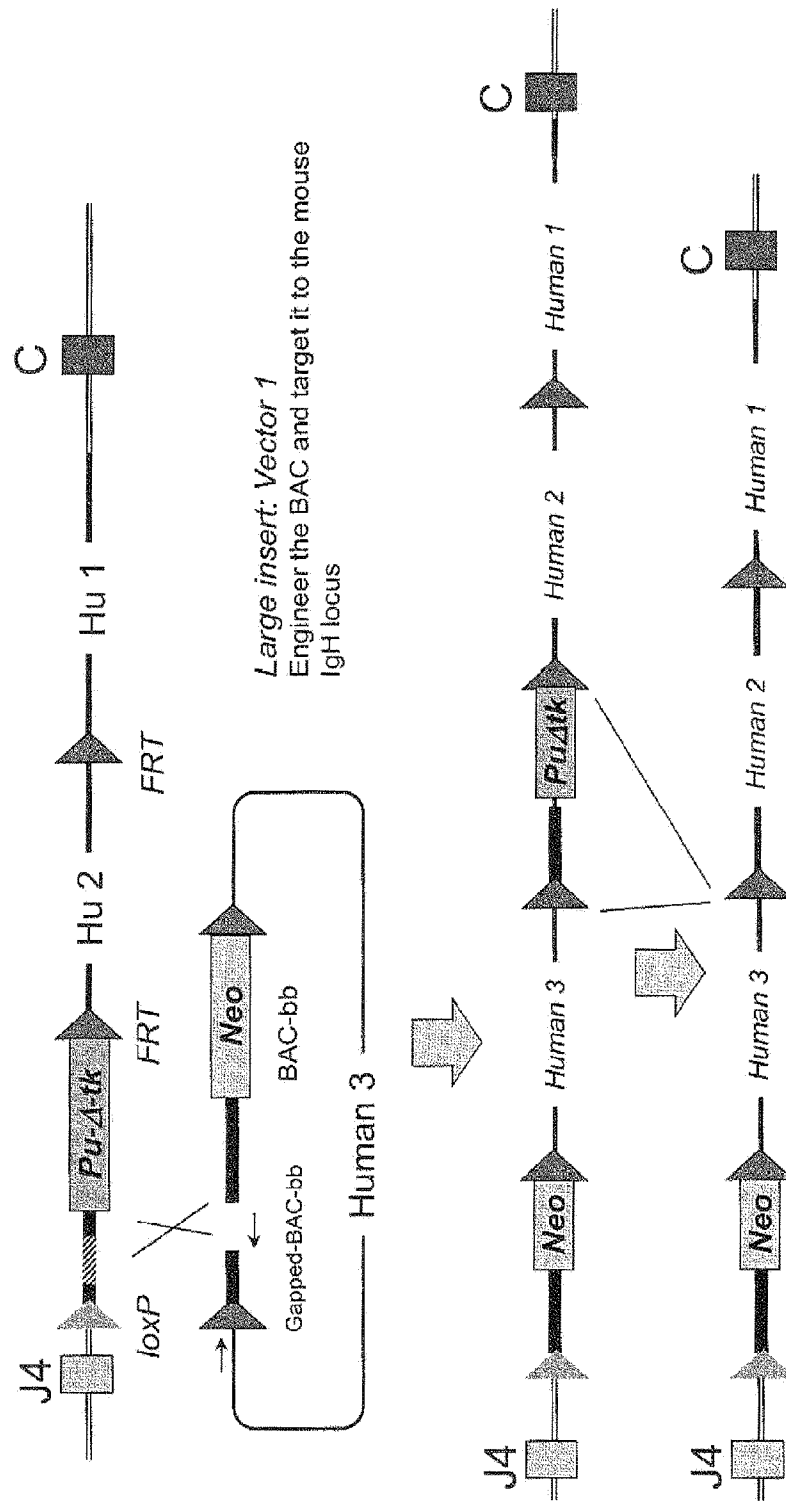 J4
loxP
Pu-Δ-tk
FRT
Hu 2
FRT
Hu 1
C
Gapped-BAC-bb
Neo
BAC-bb
Human 3
Large insert: Vector 1
Engineer the BAC and target it to the mouse
IgH locus
J4
Neo
Human 3
PuΔtk
Human 2
Human 1
C
J4
Neo
Human 3
Human 2
Human 1
C